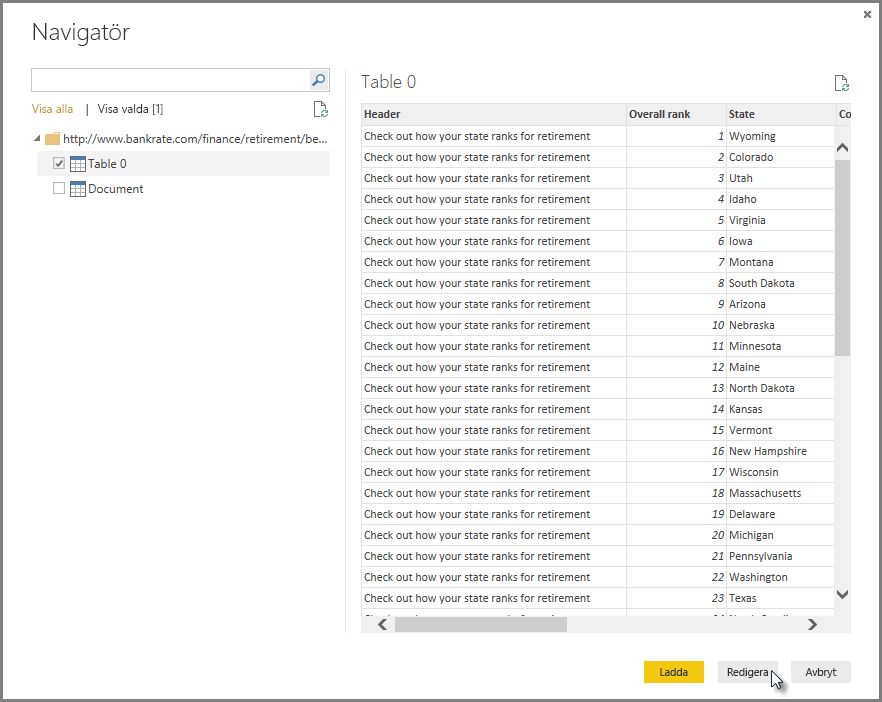 Navigatör
Visa alla | Visa valda [1]
http://www.bankrate.com/finance/retirement/be...
Table 0
Document
Table 0
Header Overall rank State Co
Check out how your state ranks for retirement 1 Wyoming
Check out how your state ranks for retirement 2 Colorado
Check out how your state ranks for retirement 3 Utah
Check out how your state ranks for retirement 4 Idaho
Check out how your state ranks for retirement 5 Virginia
Check out how your state ranks for retirement 6 Iowa
Check out how your state ranks for retirement 7 Montana
Check out how your state ranks for retirement 8 South Dakota
Check out how your state ranks for retirement 9 Arizona
Check out how your state ranks for retirement 10 Nebraska
Check out how your state ranks for retirement 11 Minnesota
Check out how your state ranks for retirement 12 Maine
Check out how your state ranks for retirement 13 North Dakota
Check out how your state ranks for retirement 14 Kansas
Check out how your state ranks for retirement 15 Vermont
Check out how your state ranks for retirement 16 New Hampshire
Check out how your state ranks for retirement 17 Wisconsin
Check out how your state ranks for retirement 18 Massachusetts
Check out how your state ranks for retirement 19 Delaware
Check out how your state ranks for retirement 20 Michigan
Check out how your state ranks for retirement 21 Pennsylvania
Check out how your state ranks for retirement 22 Washington
Check out how your state ranks for retirement 23 Texas
Ladda Redigera Avbryt